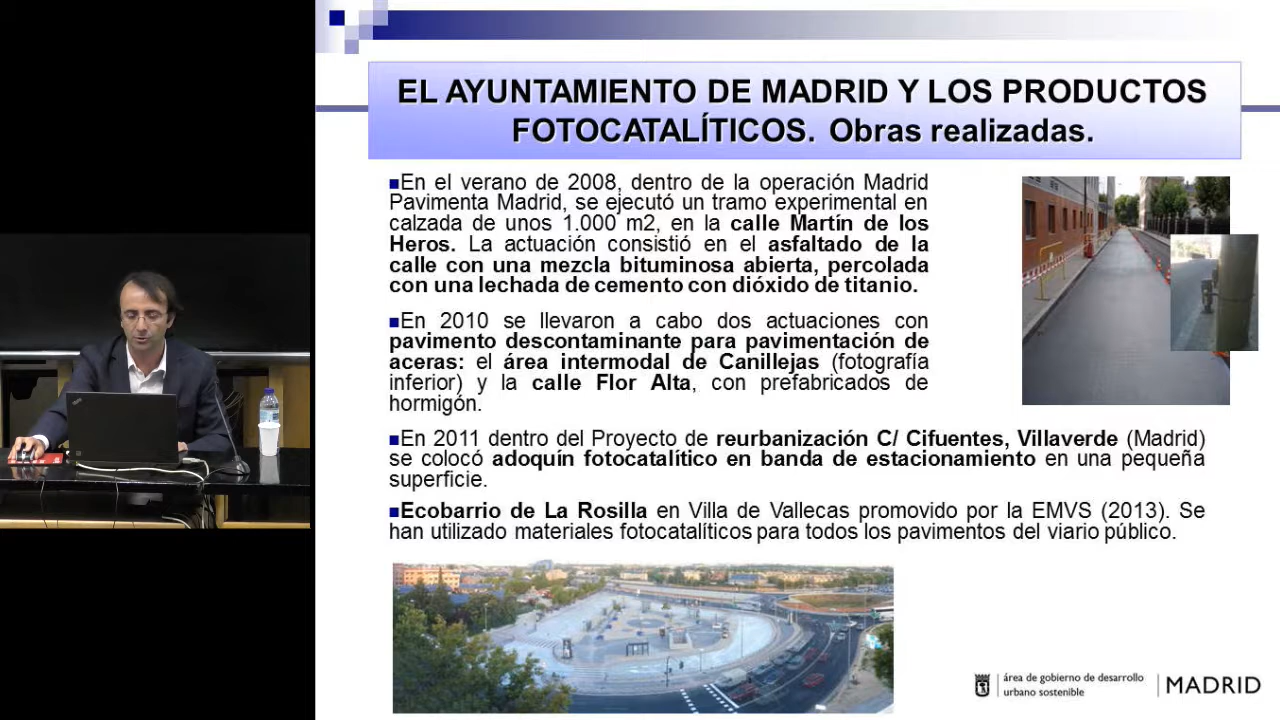 EL AYUNTAMIENTO DE MADRID Y LOS PRODUCTOS
FOTOCATALÍTICOS. Obras realizadas.
■En el verano de 2008, dentro de la operación Madrid
Pavimenta Madrid, se ejecutó un tramo experimental en
calzada de unos 1.000 m2, en la calle Martín de los
Heros. La actuación consistió en el asfaltado de la
calle con una mezcla bituminosa abierta, percolada
con una lechada de cemento con dióxido de titanio.
■En 2010 se llevaron a cabo dos actuaciones con
pavimento descontaminante para pavimentación de
aceras: el área intermodal de Canillejas (fotografía
inferior) y la calle Flor Alta, con prefabricados de
hormigón.
■En 2011 dentro del Proyecto de reurbanización C/ Cifuentes, Villaverde (Madrid)
se colocó adoquín fotocatalítico en banda de estacionamiento en una pequeña
superficie.
■Ecobarrio de La Rosilla en Villa de Vallecas promovido por la EMVS (2013). Se
han utilizado materiales fotocatalíticos para todos los pavimentos del viario público.
área de gobierno de desarrollo
urbano sostenible
MADRID